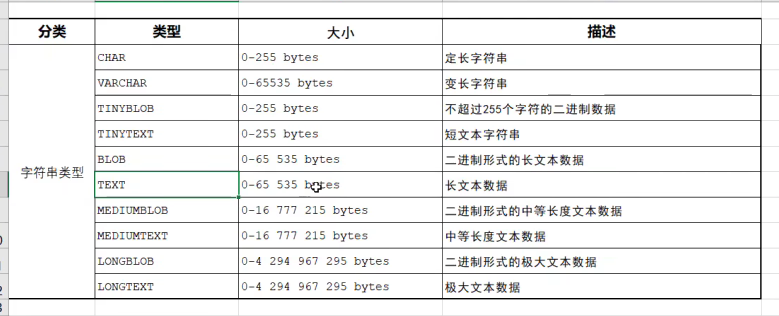 分类 类型 大小 描述
CHAR 0-255 bytes 定长字符串
VARCHAR 0-65535 bytes 变长字符串
TINYBLOB 0-255 bytes 不超过255个字符的二进制数据
TINYTEXT 0-255 bytes 短文本字符串
BLOB 0-65 535 bytes 二进制形式的长文本数据
字符串类型 TEXT 0-65 535 bytes 长文本数据
MEDIUMBLOB 0-16 777 215 bytes 二进制形式的中等长度文本数据
MEDIUMTEXT 0-16 777 215 bytes 中等长度文本数据
LONGBLOB 0-4 294 967 295 bytes 二进制形式的极大文本数据
LONGTEXT 0-4 294 967 295 bytes 极大文本数据